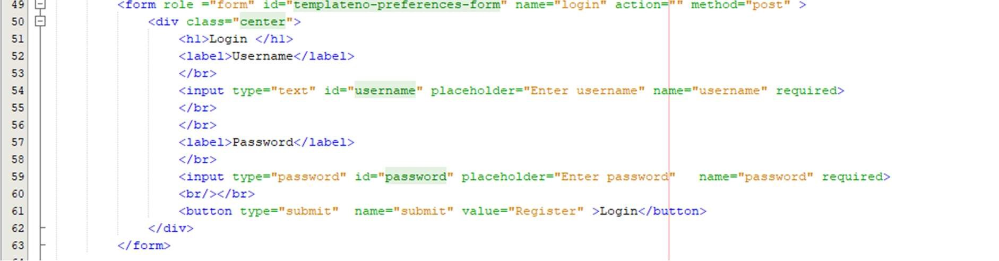 49 <form role ="form" id="templateno-preferences-form" name="login" action="" method="post" >
50 <div class="center">
51 <h1>Login </h1>
52 <label>Username</label>
53 </br>
54 <input type="text" id="username" placeholder="Enter username" name="username" required>
55 </br>
56 </br>
57 <label>Password</label>
58 </br>
59 <input type="password" id="password" placeholder="Enter password"   name="password" required>
60 <br/></br>
61 <button type="submit"  name="submit" value="Register" >Login</button>
62 </div>
63 </form>
64